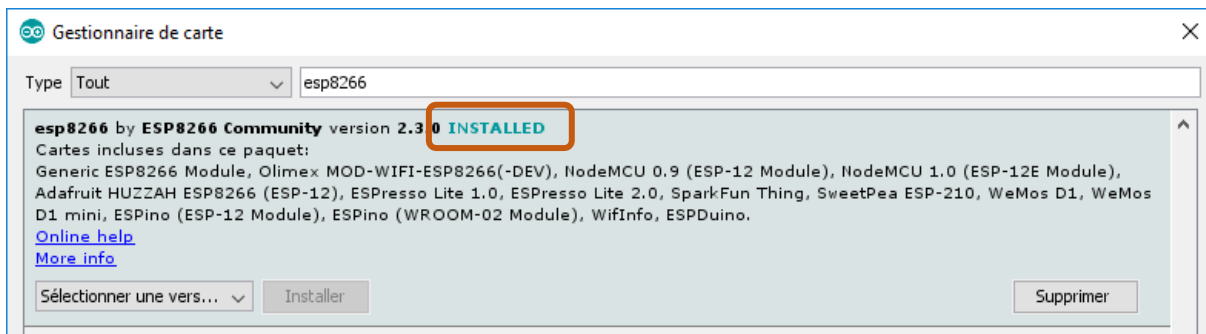 Gestionnaire de carte
Type Tout esp8266
esp8266 by ESP8266 Community version 2.3.0 INSTALLED
Cartes incluses dans ce paquet:
Generic ESP8266 Module, Olimex MOD-WIFI-ESP8266(-DEV), NodeMCU 0.9 (ESP-12 Module), NodeMCU 1.0 (ESP-12E Module),
Adafruit HUZZAH ESP8266 (ESP-12), ESPresso Lite 1.0, ESPresso Lite 2.0, SparkFun Thing, SweetPea ESP-210, WeMos D1, WeMos
D1 mini, ESPino (ESP-12 Module), ESPino (WROOM-02 Module), WifInfo, ESPDuino.
Online help
More info
Sélectionner une vers... Installer Supprimer